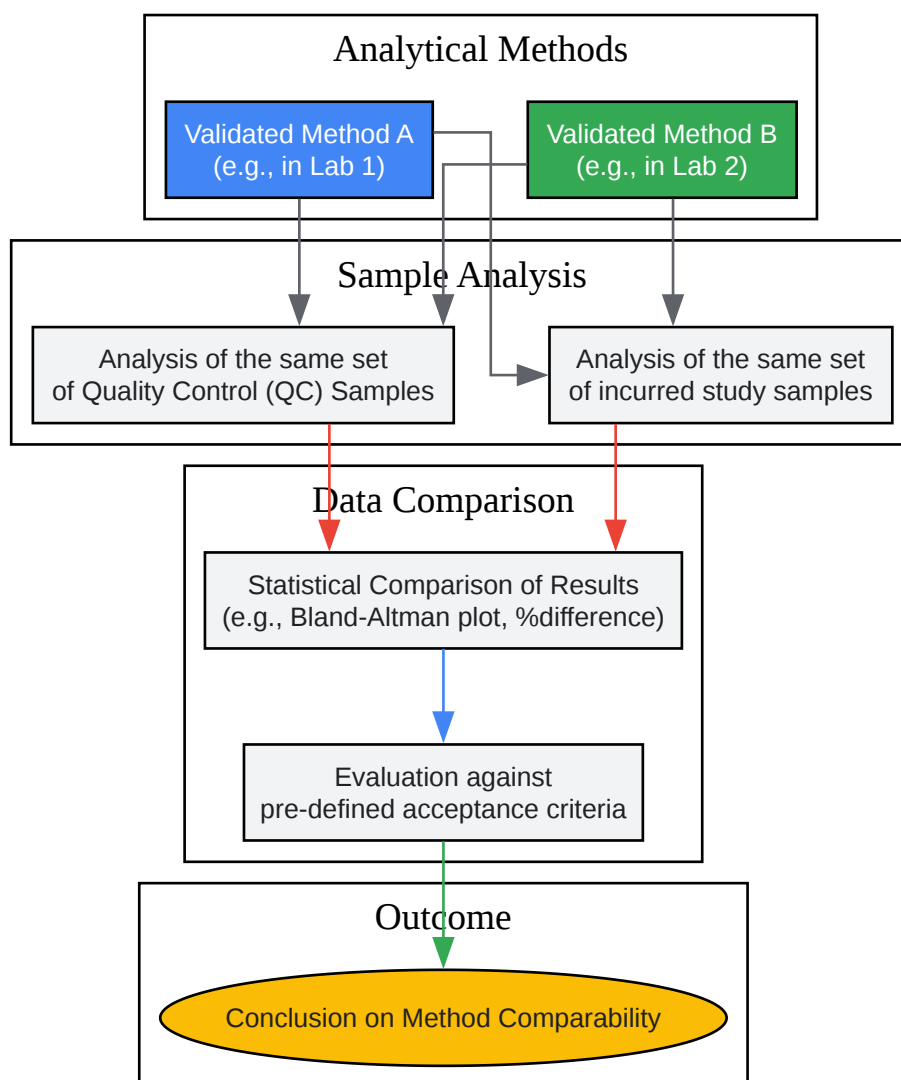 Analytical Methods
Validated Method A
(e.g., in Lab 1)
Validated Method B
(e.g., in Lab 2)
Sample Analysis
Analysis of the same set
of Quality Control (QC) Samples
Analysis of the same set
of incurred study samples
Data Comparison
Statistical Comparison of Results
(e.g., Bland-Altman plot, %difference)
Evaluation against
pre-defined acceptance criteria
Outcome
Conclusion on Method Comparability